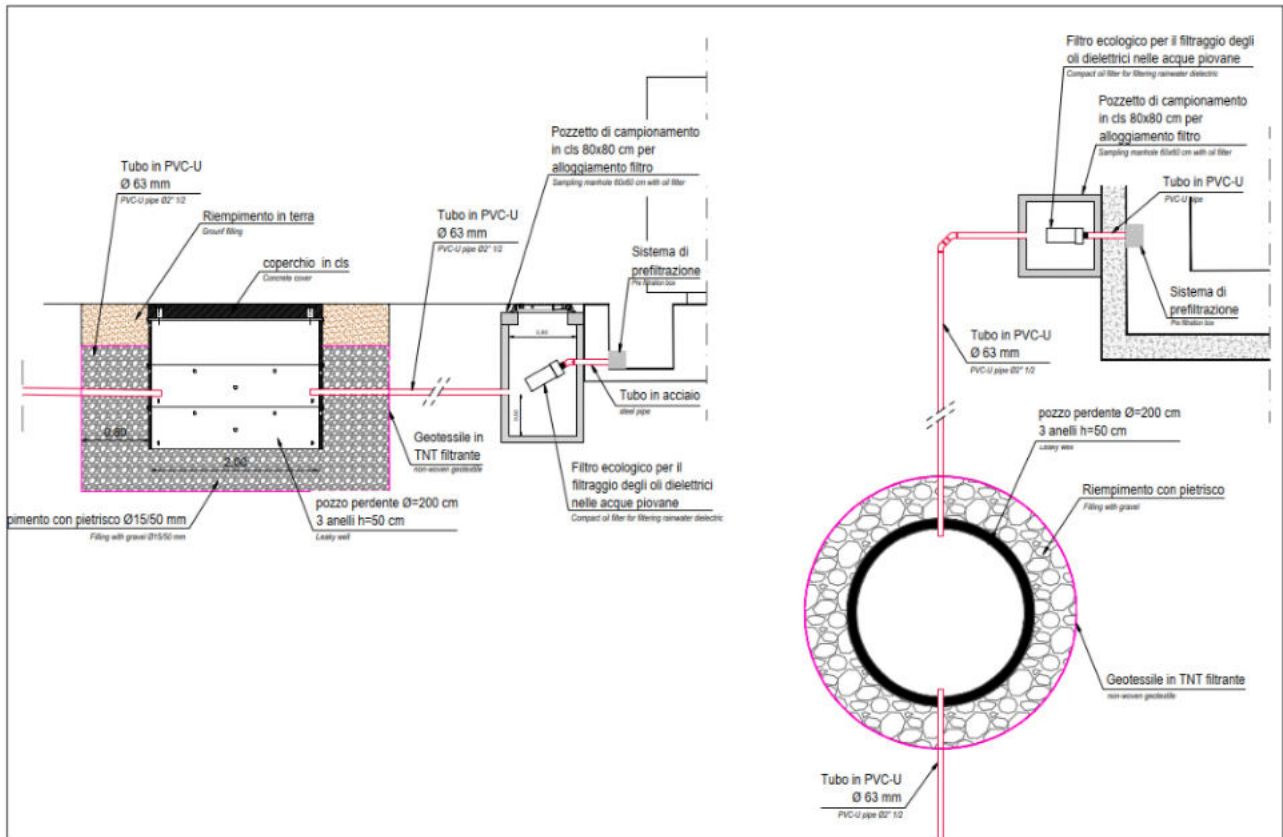 Tubo in PVC-U
Ø 63 mm
PVC-U pipe Ø2" 1/2
Riempimento in terra
Grounf filling
coperchio in cls
Concrete cover
Tubo in PVC-U
Ø 63 mm
PVC-U pipe Ø2" 1/2
Pozzetto di campionamento
in cls 80x80 cm per
alloggiamento filtro
Sampling manhole 60x60 cm with oil filter
Sistema di
prefiltrazione
Pre filtration box
0,80
0,50
Tubo in acciaio
steel pipe
Geotessile in
TNT filtrante
non-woven geotextile
0.80
2.00
pimento con pietrisco Ø15/50 mm
Filling with gravel Ø15/50 mm
pozzo perdente Ø=200 cm
3 anelli h=50 cm
Leaky well
Filtro ecologico per il
filtraggio degli oli dielettrici
nelle acque piovane
Compact oil filter for filtering rainwater dielectric
Filtro ecologico per il filtraggio degli
oli dielettrici nelle acque piovane
Compact oil filter for filtering rainwater dielectric
Pozzetto di campionamento
in cls 80x80 cm per
alloggiamento filtro
Sampling manhole 60x60 cm with oil filter
Tubo in PVC-U
PVC-U pipe
Sistema di
prefiltrazione
Pre filtration box
Tubo in PVC-U
Ø 63 mm
PVC-U pipe Ø2" 1/2
pozzo perdente Ø=200 cm
3 anelli h=50 cm
Leaky well
Riempimento con pietrisco
Filling with gravel
Geotessile in TNT filtrante
non-woven geotextile
Tubo in PVC-U
Ø 63 mm
PVC-U pipe Ø2" 1/2